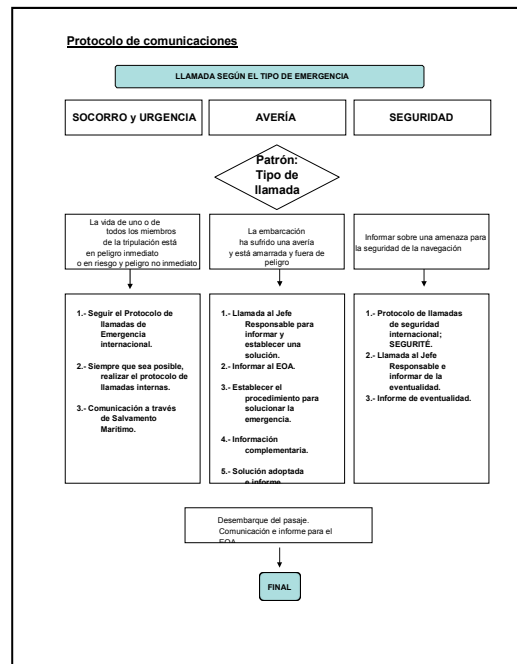 Protocolo de comunicaciones
LLAMADA SEGÚN EL TIPO DE EMERGENCIA
SOCORRO y URGENCIA
AVERÍA
SEGURIDAD
Patrón:
Tipo de
llamada
La vida de uno o de
todos los miembros
de la tripulación está
en peligro inmediato
o en riesgo y peligro no inmediato
La embarcación
ha sufrido una avería
y está amarrada y fuera de
peligro
Informar sobre una amenaza para
la seguridad de la navegación
1.- Seguir el Protocolo de
llamadas de
Emergencia
internacional.
2.- Siempre que sea posible,
realizar el protocolo de
llamadas internas.
3.- Comunicación a través
de Salvamento
Marítimo.
1.- Llamada al Jefe
Responsable para
informar y
establecer una
solución.
2.- Informar al EOA.
3.- Establecer el
procedimiento para
solucionar la
emergencia.
4.- Información
complementaria.
5.- Solución adoptada
e informe
1.- Protocolo de llamadas
de seguridad
internacional;
SEGURITÉ.
2.- Llamada al Jefe
Responsable e
informar de la
eventualidad.
3.- Informe de eventualidad.
Desembarque del pasaje.
Comunicación e informe para el
EOA
FINAL